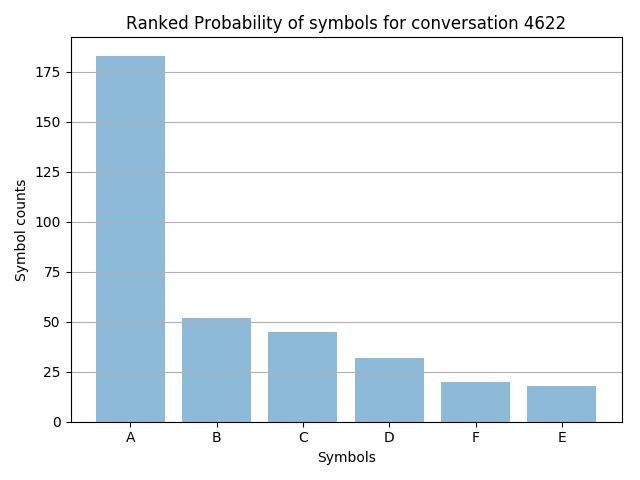 Ranked Probability of symbols for conversation 4622
Symbol counts
175
150
125
100
75
50
25
0
A B C D F E
Symbols